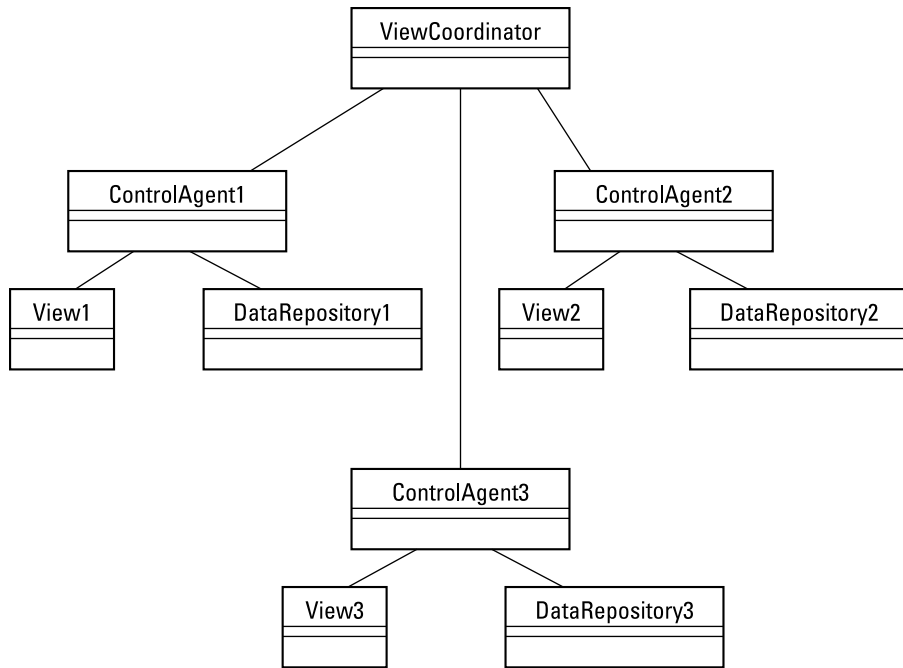 ViewCoordinator
ControlAgent1
ControlAgent2
View1
DataRepository1
View2
DataRepository2
ControlAgent3
View3
DataRepository3